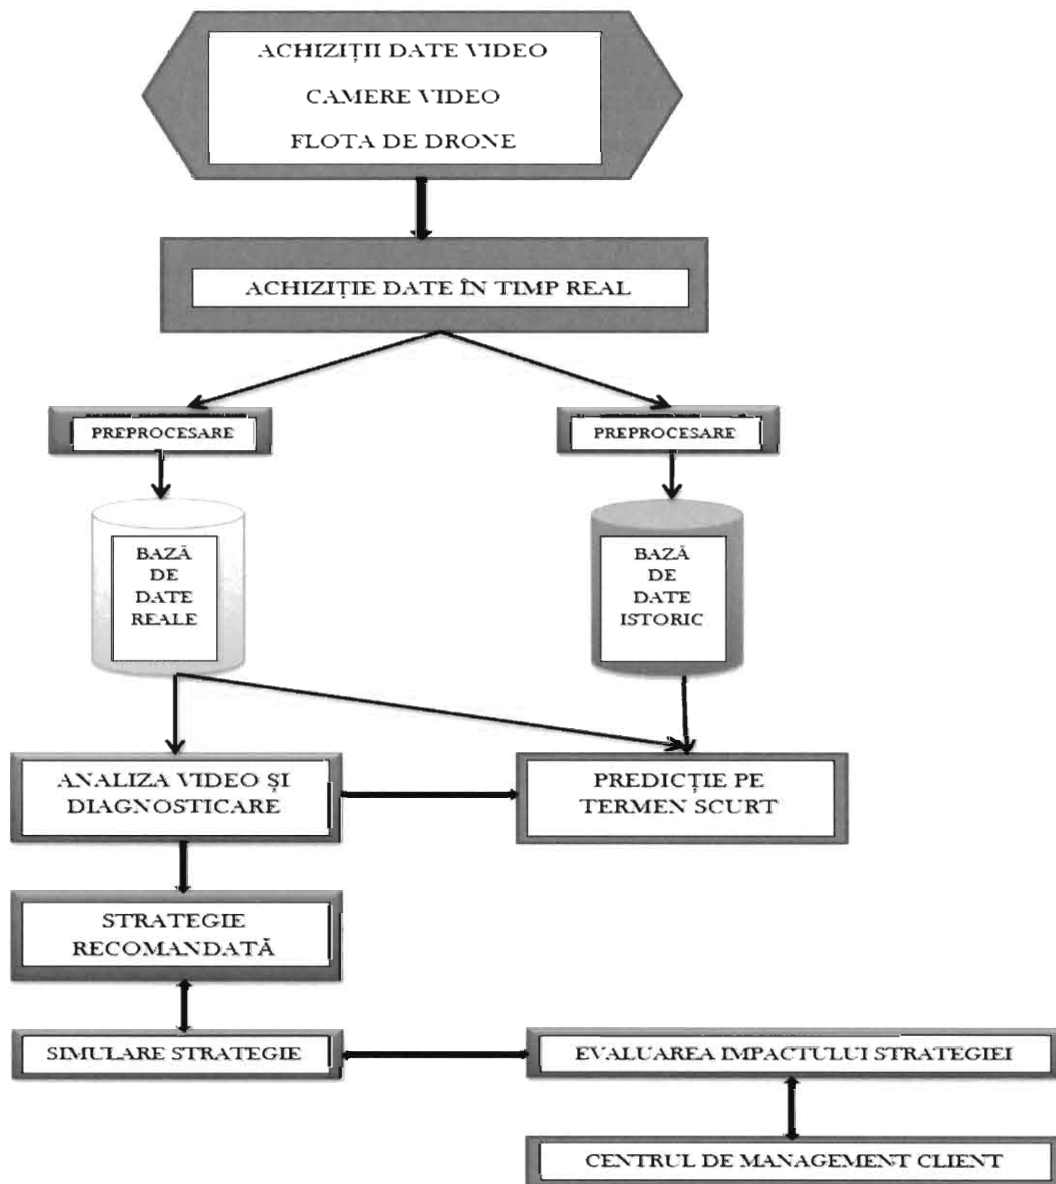 ACHIZIȚII DATE VIDEO
CAMERE VIDEO
FLOTA DE DRONE
ACHIZIȚIE DATE ÎN TIMP REAL
PREPROCESARE
PREPROCESARE
BAZĂ
DE
DATE
REALE
BAZĂ
DE
DATE
ISTORIC
ANALIZA VIDEO ȘI
DIAGNOSTICARE
PREDICȚIE PE
TERMEN SCURT
STRATEGIE
RECOMANDATĂ
SIMULARE STRATEGIE
EVALUAREA IMPACTULUI STRATEGIEI
CENTRUL DE MANAGEMENT CLIENT